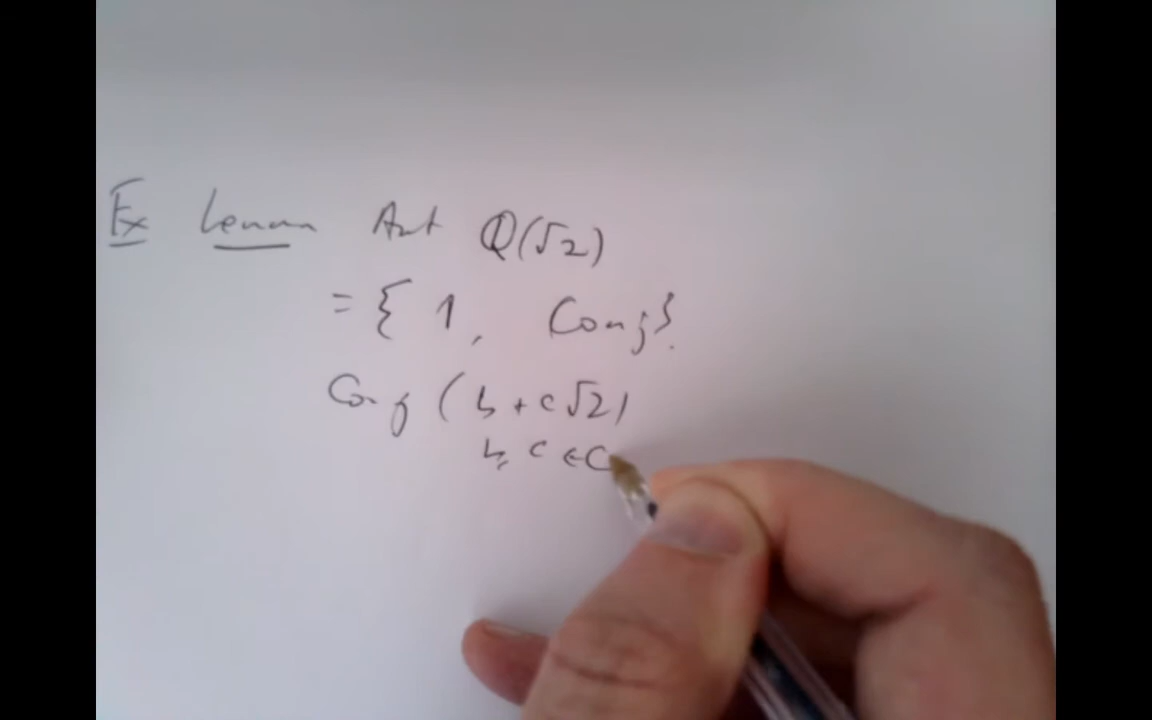 Ex Lemma Aut ℚ(√2)
= { 1, Conj }.
Conj ( b + c√2 )
b, c ∈